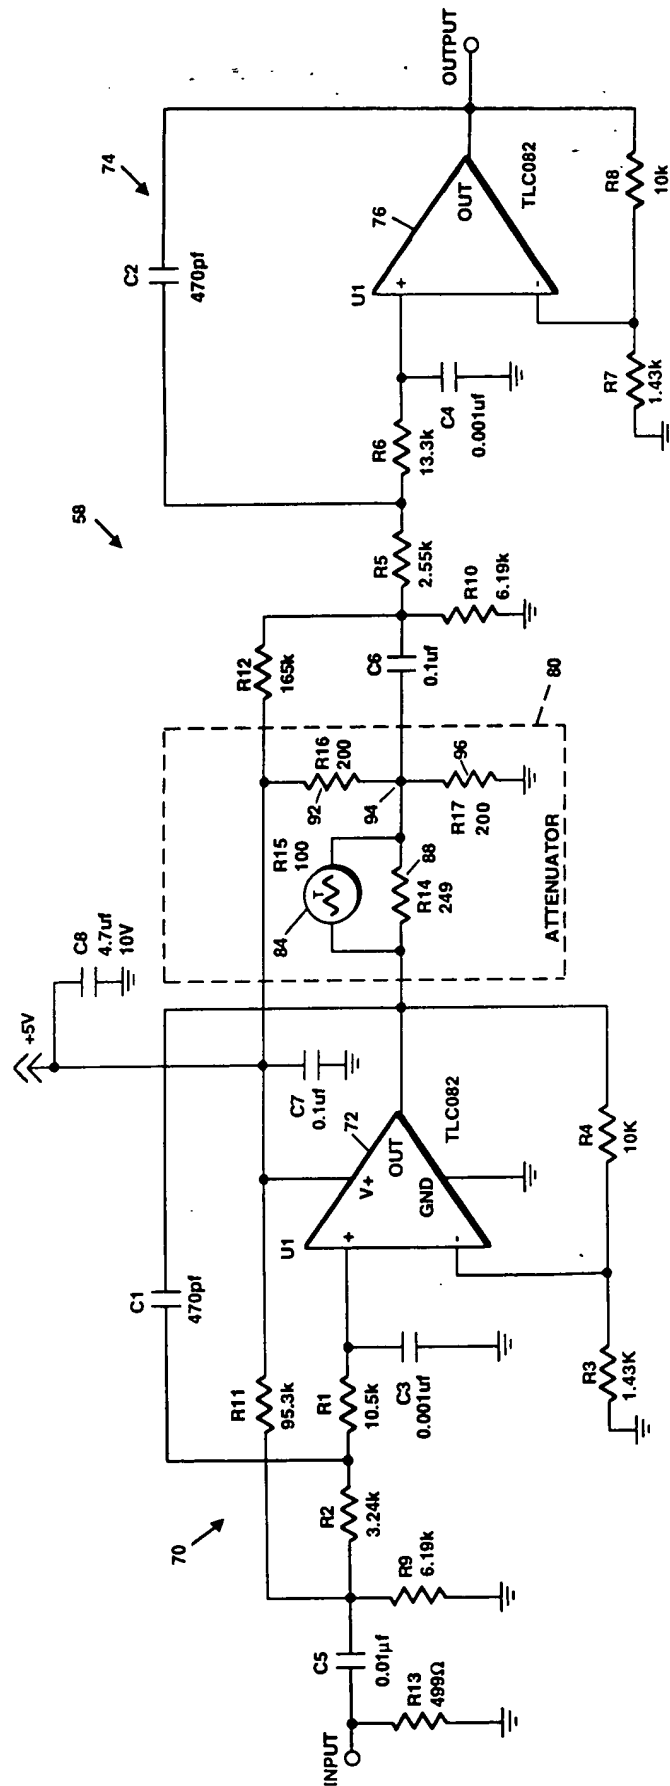 58
70
74
INPUT
R13
499Ω
C5
0.01µf
R9
6.19k
R2
3.24k
R11
95.3k
R1
10.5k
C3
0.001uf
C1
470pf
U1
+
-
V+
OUT
GND
72
TLC082
R3
1.43K
R4
10K
+5V
C8
4.7uf
10V
C7
0.1uf
ATTENUATOR
80
84
T
R15
100
R14
249
88
R16
200
92
94
R17
200
96
R12
165k
C6
0.1uf
R10
6.19k
R5
2.55k
R6
13.3k
C4
0.001uf
C2
470pf
U1
+
-
OUT
76
TLC082
R7
1.43k
R8
10k
OUTPUT